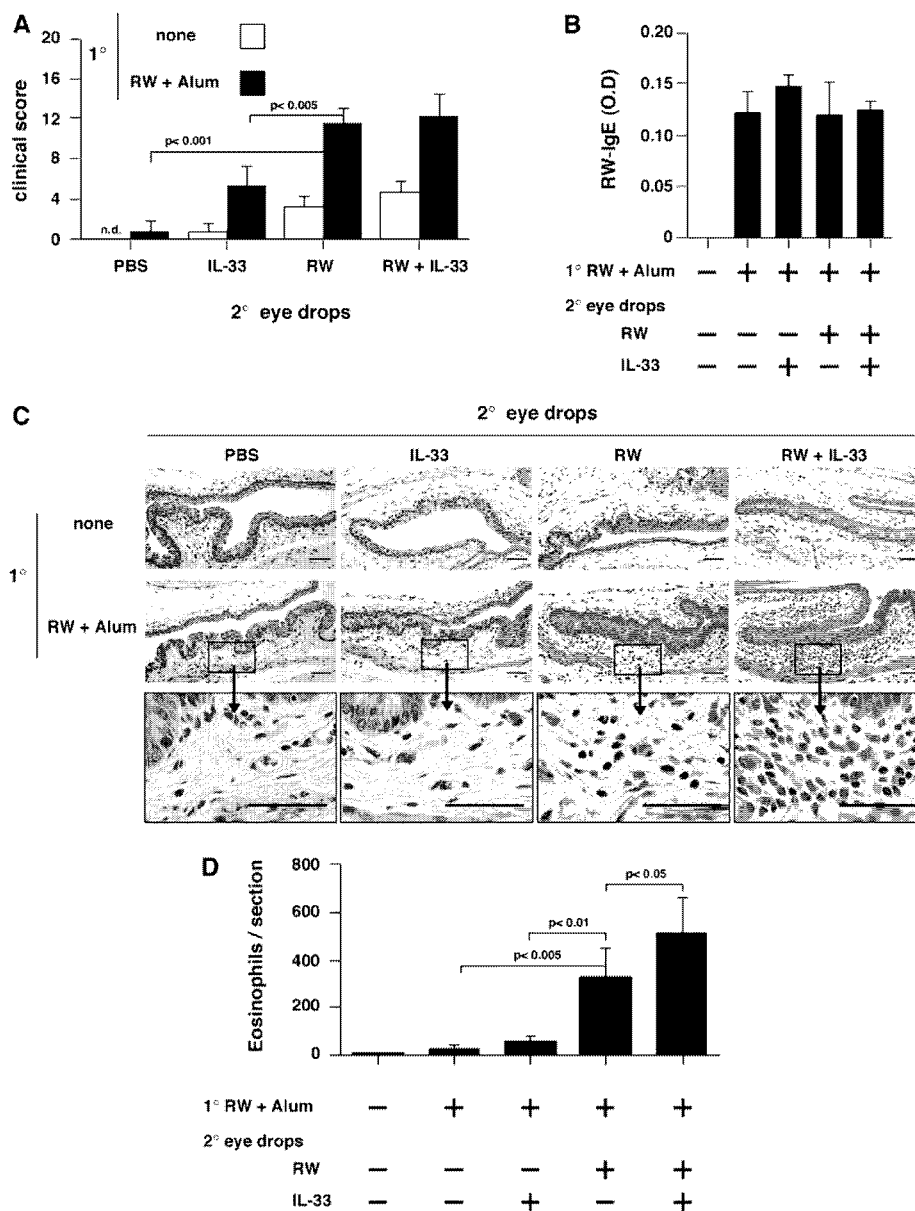 A
1° none
RW + Alum
clinical score
20
16
12
8
4
0
p< 0.005
p< 0.001
n.d.
PBS IL-33 RW RW + IL-33
2° eye drops
B
RW-IgE (O.D)
0.20
0.15
0.10
0.05
0
1° RW + Alum − + + + +
2° eye drops
RW − − − + +
IL-33 − − + − +
C
2° eye drops
PBS IL-33 RW RW + IL-33
1°
none
RW + Alum
D
Eosinophils / section
800
600
400
200
0
p< 0.05
p< 0.01
p< 0.005
1° RW + Alum − + + + +
2° eye drops
RW − − − + +
IL-33 − − + − +